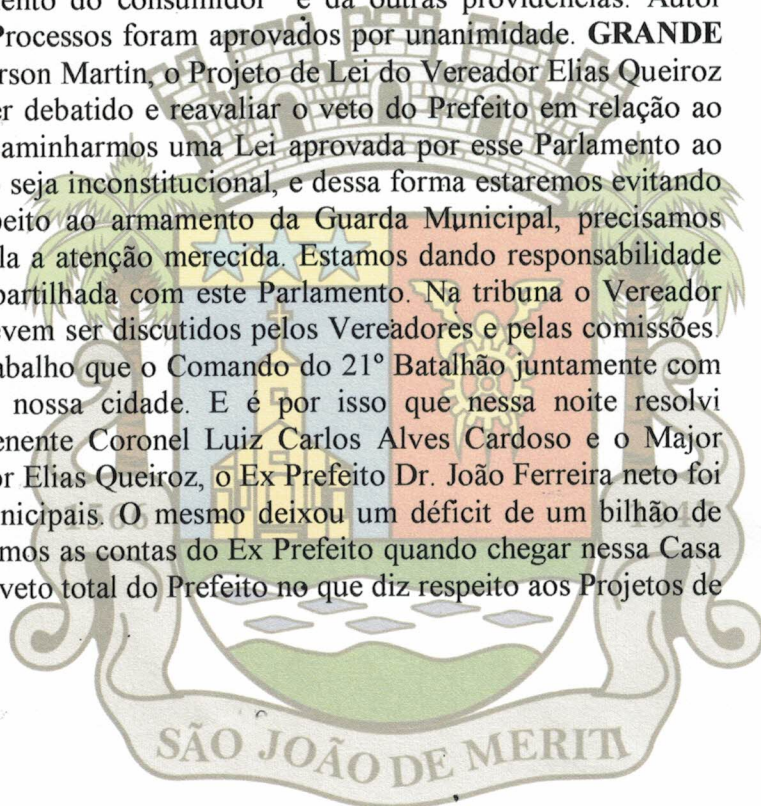 ento do consumidor" e dá outras providências. Autor
Processos foram aprovados por unanimidade. GRANDE
rson Martin, o Projeto de Lei do Vereador Elias Queiroz
er debatido e reavaliar o veto do Prefeito em relação ao
caminharmos uma Lei aprovada por esse Parlamento ao
seja inconstitucional, e dessa forma estaremos evitando
peito ao armamento da Guarda Municipal, precisamos
la a atenção merecida. Estamos dando responsabilidade
partilhada com este Parlamento. Na tribuna o Vereador
evem ser discutidos pelos Vereadores e pelas comissões.
abalho que o Comando do 21º Batalhão juntamente com
nossa cidade. E é por isso que nessa noite resolvi
enente Coronel Luiz Carlos Alves Cardoso e o Major
or Elias Queiroz, o Ex Prefeito Dr. João Ferreira neto foi
nicipais. O mesmo deixou um déficit de um bilhão de
mos as contas do Ex Prefeito quando chegar nessa Casa
veto total do Prefeito no que diz respeito aos Projetos de
SÃO JOÃO DE MERITI